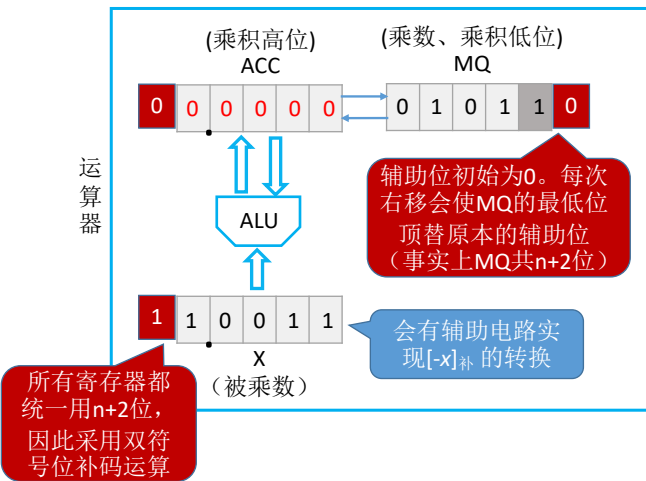 (乘积高位)
ACC
(乘数、乘积低位)
MQ
0 0 0 0 0 0
0 1 0 1 1 0
运算器
ALU
辅助位初始为0。每次
右移会使MQ的最低位
顶替原本的辅助位
（事实上MQ共n+2位）
1 1 0 0 1 1
X
（被乘数）
会有辅助电路实
现[-x]补 的转换
所有寄存器都
统一用n+2位，
因此采用双符
号位补码运算